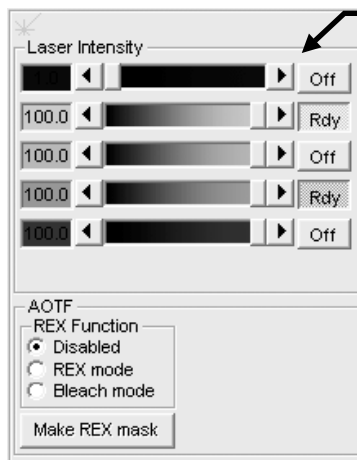 Laser Intensity
1.0 Off
100.0 Rdy
100.0 Off
100.0 Rdy
100.0 Off
AOTF
REX Function
Disabled
REX mode
Bleach mode
Make REX mask